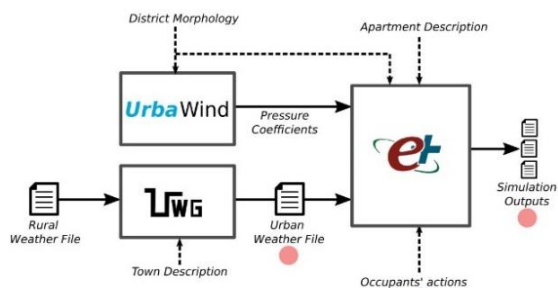 District Morphology
Apartment Description
UrbaWind
Pressure
Coefficients
e+
UWG
Rural
Weather File
Urban
Weather File
Simulation
Outputs
Town Description
Occupants' actions